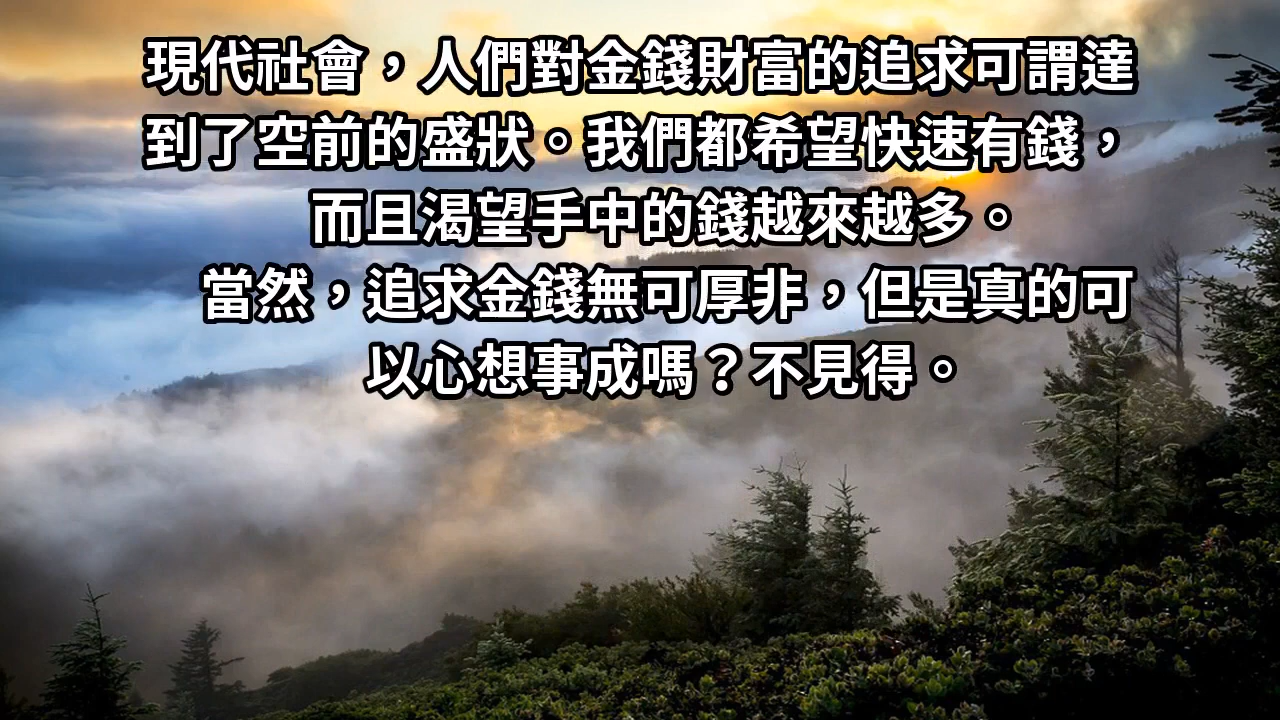 現代社會，人們對金錢財富的追求可謂達
到了空前的盛狀。我們都希望快速有錢，
而且渴望手中的錢越來越多。
當然，追求金錢無可厚非，但是真的可
以心想事成嗎？不見得。